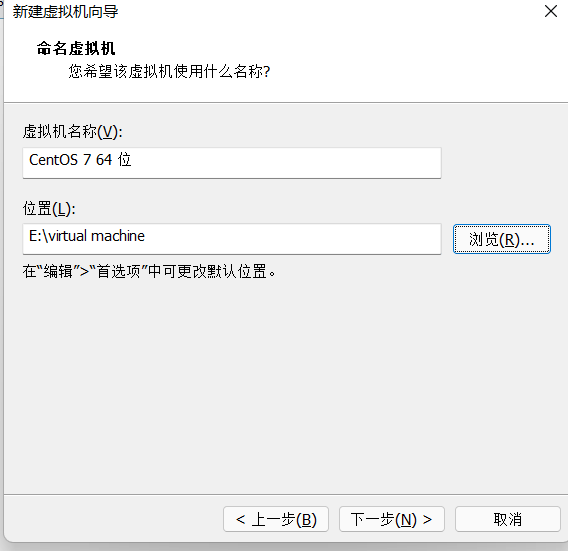 新建虚拟机向导
命名虚拟机
您希望该虚拟机使用什么名称?
虚拟机名称(V):
CentOS 7 64 位
位置(L):
E:\virtual machine
浏览(R)...
在“编辑”>“首选项”中可更改默认位置。
< 上一步(B)
下一步(N) >
取消